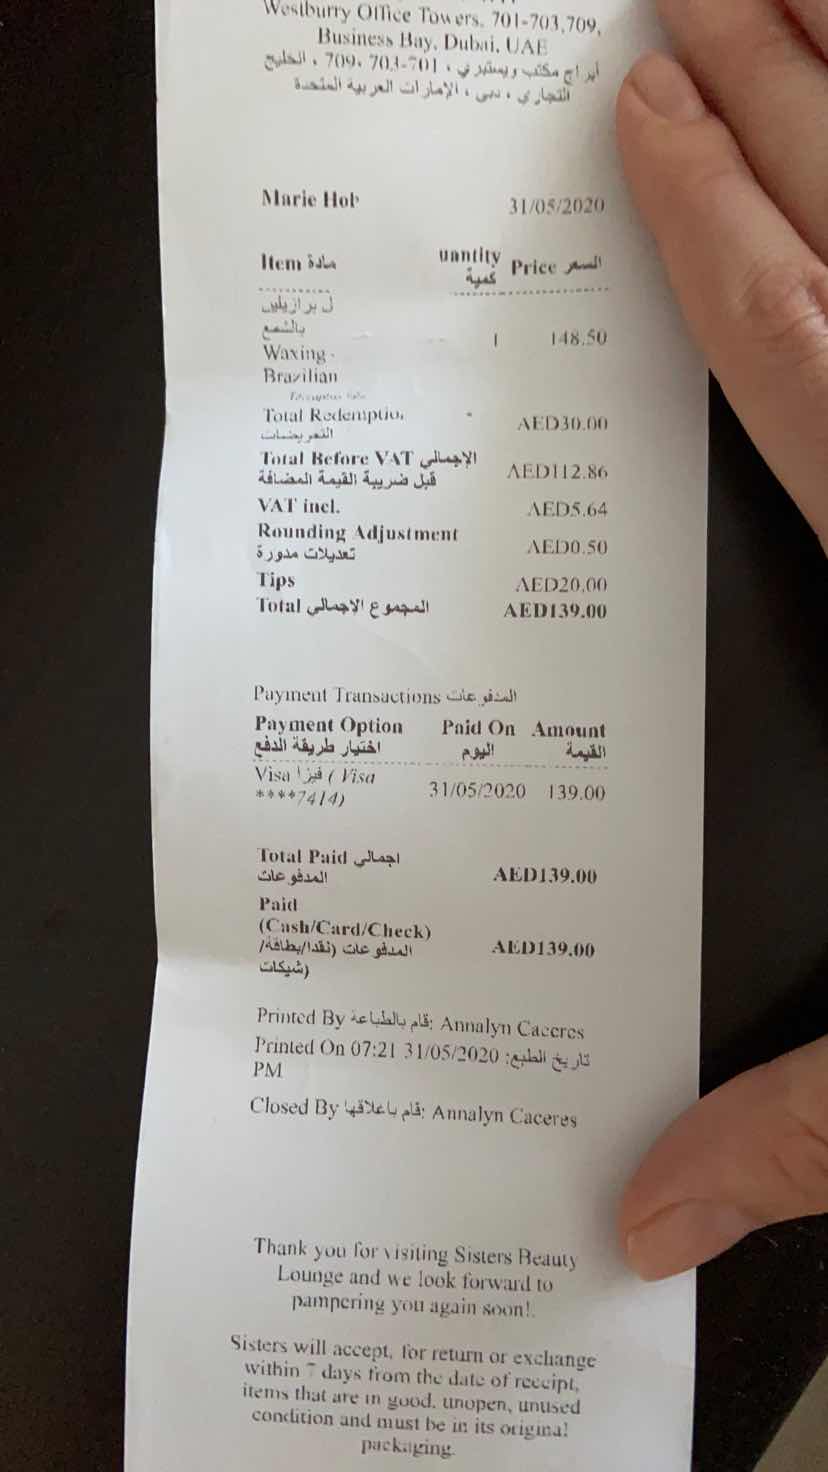 Westburry Office Towers, 701-703,709,
Business Bay, Dubai, UAE
أبراج مكتب ويستبري ، 701-703 ،709 ، الخليج
التجاري ، دبي ، الإمارات العربية المتحدة
Marie Hob 31/05/2020
Item مادة uantity Price السعر
كمية
ل برازيلين
بالشمع
Waxing - 1 148.50
Brazilian
Total Redemptio. AED30.00
التعريضات
Total Before VAT الإجمالي AED112.86
قبل ضريبة القيمة المضافة
VAT incl. AED5.64
Rounding Adjustment AED0.50
تعديلات مدورة
Tips AED20.00
Total المجموع الاجمالي AED139.00
Payment Transactions المدفوعات
Payment Option Paid On Amount
اختيار طريقة الدفع اليوم القيمة
Visa فيزا ( Visa
****7414) 31/05/2020 139.00
Total Paid اجمالي AED139.00
المدفوعات
Paid
(Cash/Card/Check) AED139.00
المدفوعات (نقدا/بطاقة/
شيكات)
Printed By قام بالطباعة: Annalyn Caceres
Printed On 07:21 31/05/2020 :تاريخ الطبع
PM
Closed By قام باغلاقها: Annalyn Caceres
Thank you for visiting Sisters Beauty
Lounge and we look forward to
pampering you again soon!.
Sisters will accept, for return or exchange
within 7 days from the date of receipt,
items that are in good, unopen, unused
condition and must be in its original
packaging.